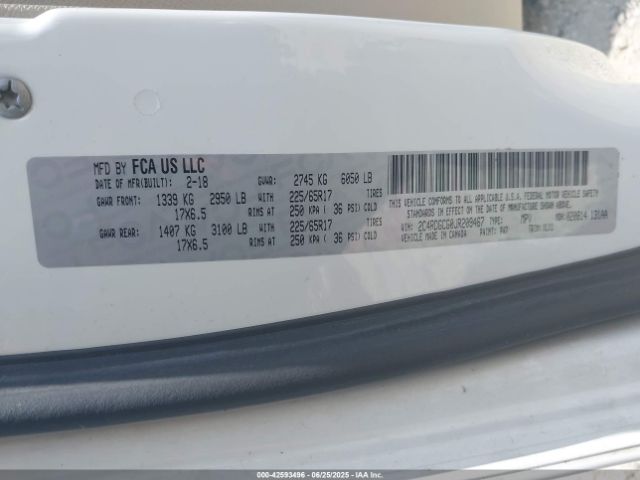 MFD BY FCA US LLC
DATE OF MFR(BUILT): 2-18 GVWR: 2745 KG 6050 LB
GAWR FRONT: 1339 KG 2950 LB WITH 225/65R17 TIRES
17X6.5 RIMS AT 250 KPA ( 36 PSI) COLD
GAWR REAR: 1407 KG 3100 LB WITH 225/65R17 TIRES
17X6.5 RIMS AT 250 KPA ( 36 PSI) COLD
THIS VEHICLE CONFORMS TO ALL APPLICABLE U.S.A. FEDERAL MOTOR VEHICLE SAFETY
STANDARDS IN EFFECT ON THE DATE OF MANUFACTURE SHOWN ABOVE.
VIN: TYPE: MPV MDH:
VEHICLE MADE IN CANADA PAINT: PW7 TRIM:
000-42593496 - 06/25/2025 - IAAI.COM